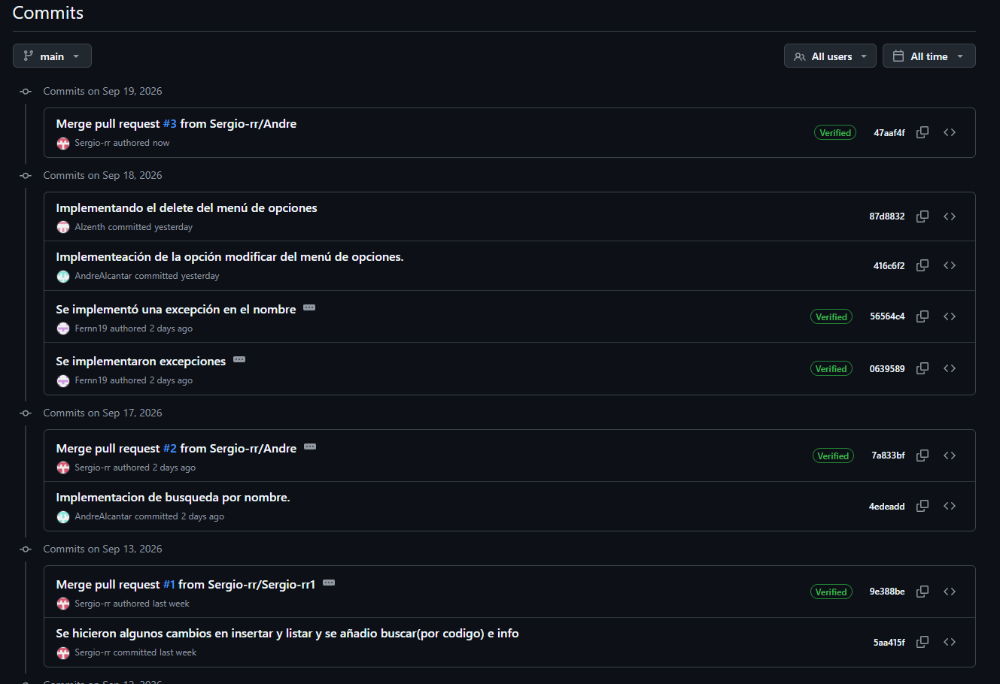 Commits
main
All users
All time
Commits on Sep 19, 2026
Merge pull request #3 from Sergio-rr/Andre
Sergio-rr authored now
Verified
47aaf4f
Commits on Sep 18, 2026
Implementando el delete del menú de opciones
Alzenth committed yesterday
87d8832
Implementeación de la opción modificar del menú de opciones.
AndreAlcantar committed yesterday
416c6f2
Se implementó una excepción en el nombre
Fernn19 authored 2 days ago
Verified
56564c4
Se implementaron excepciones
Fernn19 authored 2 days ago
Verified
0639589
Commits on Sep 17, 2026
Merge pull request #2 from Sergio-rr/Andre
Sergio-rr authored 2 days ago
Verified
7a833bf
Implementacion de busqueda por nombre.
AndreAlcantar committed 2 days ago
4edeadd
Commits on Sep 13, 2026
Merge pull request #1 from Sergio-rr/Sergio-rr1
Sergio-rr authored last week
Verified
9e388be
Se hicieron algunos cambios en insertar y listar y se añadio buscar(por codigo) e info
Sergio-rr committed last week
5aa415f
Commits on Sep 12, 2026